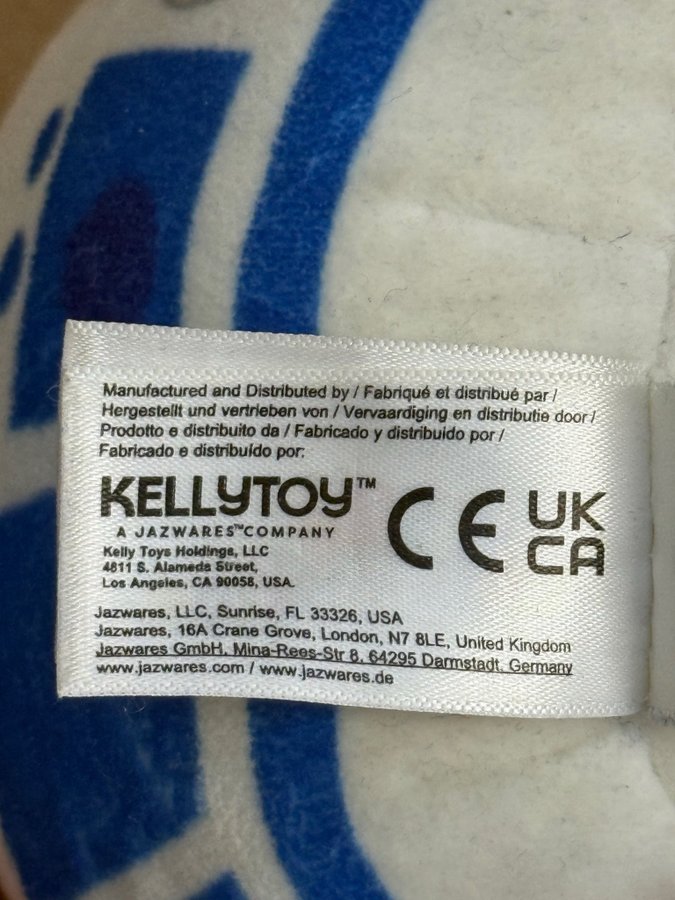 Manufactured and Distributed by / Fabriqué et distribué par /
Hergestellt und vertrieben von / Vervaardiging en distributie door /
Prodotto e distribuito da / Fabricado y distribuido por /
Fabricado e distribuído por:
KELLYTOY™
A JAZWARES™COMPANY
CE
UK
CA
Kelly Toys Holdings, LLC
4811 S. Alameda Street,
Los Angeles, CA 90058, USA.
Jazwares, LLC, Sunrise, FL 33326, USA
Jazwares, 16A Crane Grove, London, N7 8LE, United Kingdom
Jazwares GmbH, Mina-Rees-Str 8, 64295 Darmstadt, Germany
www.jazwares.com / www.jazwares.de